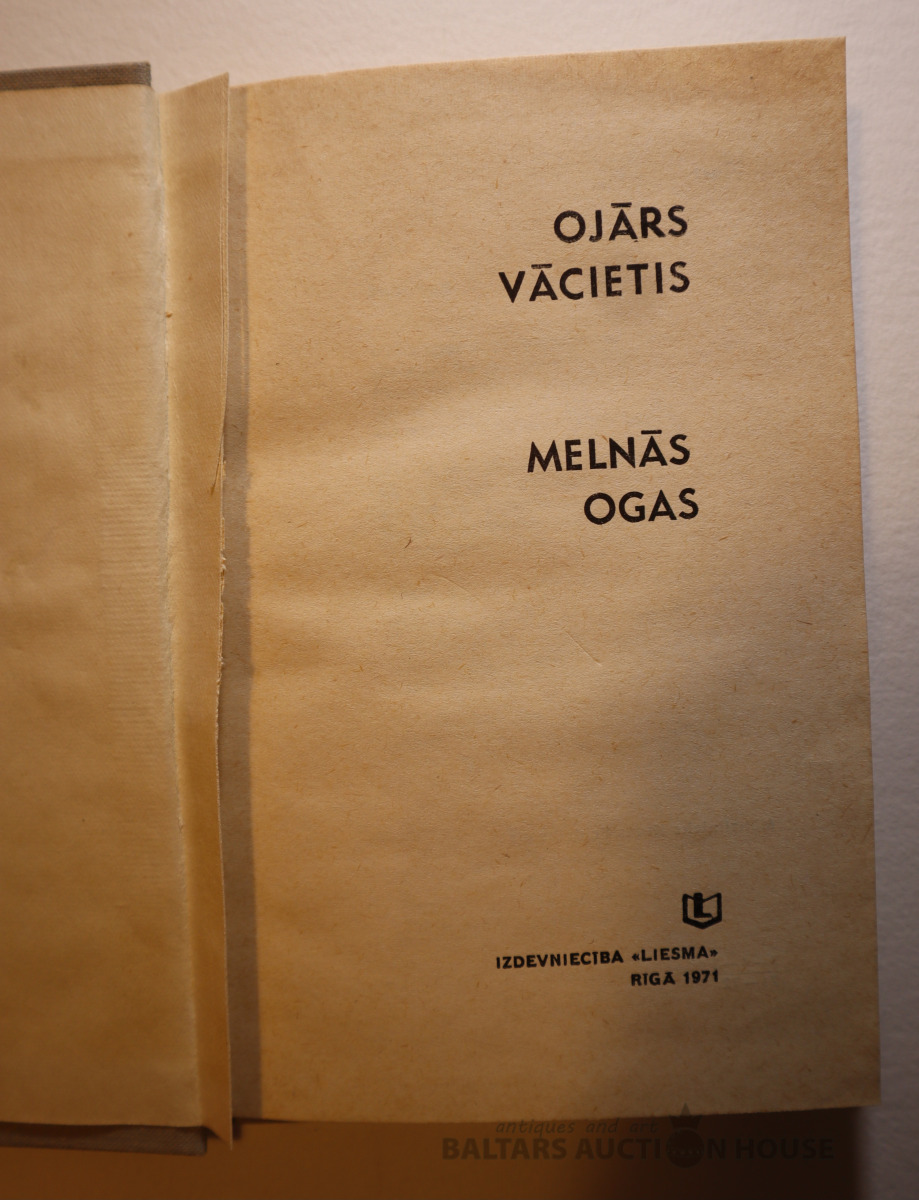 OJĀRS
VĀCIETIS
MELNĀS
OGAS
L
IZDEVNIECĪBA «LIESMA»
RĪGĀ 1971
antiques and art
BALTARS AUCTION HOUSE